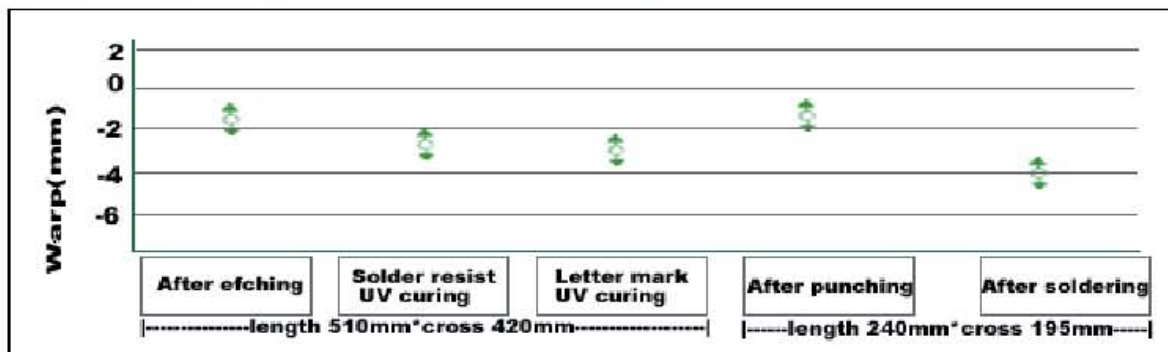 Warp(mm)
2
0
-2
-4
-6
After efching
Solder resist
UV curing
Letter mark
UV curing
After punching
After soldering
|---------------length 510mm*cross 420mm-------------------|
|------length 240mm*cross 195mm-----|